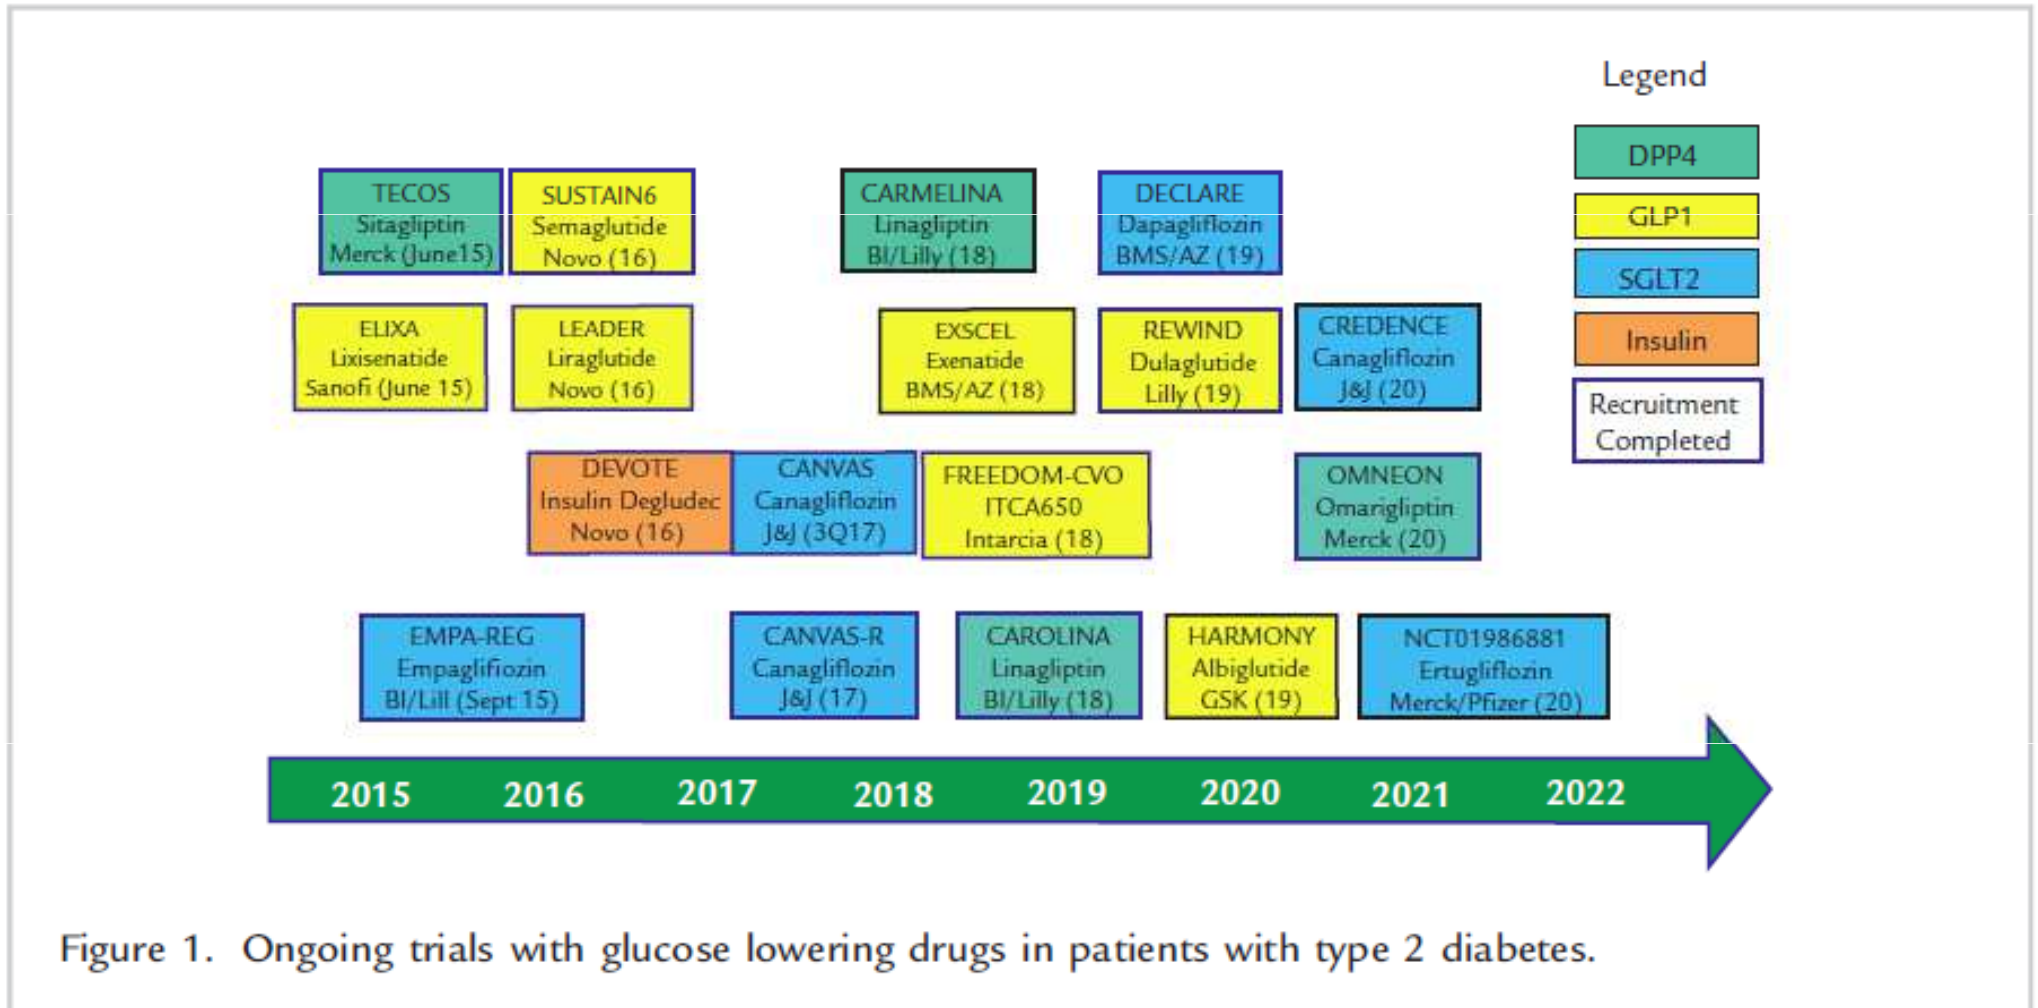 Legend
DPP4
GLP1
SGLT2
Insulin
Recruitment
Completed
TECOS
Sitagliptin
Merck (June15)
SUSTAIN6
Semaglutide
Novo (16)
CARMELINA
Linagliptin
BI/Lilly (18)
DECLARE
Dapagliflozin
BMS/AZ (19)
ELIXA
Lixisenatide
Sanofi (June 15)
LEADER
Liraglutide
Novo (16)
EXSCEL
Exenatide
BMS/AZ (18)
REWIND
Dulaglutide
Lilly (19)
CREDENCE
Canagliflozin
J&J (20)
DEVOTE
Insulin Degludec
Novo (16)
CANVAS
Canagliflozin
J&J (3Q17)
FREEDOM-CVO
ITCA650
Intarcia (18)
OMNEON
Omarigliptin
Merck (20)
EMPA-REG
Empaglifiozin
BI/Lill (Sept 15)
CANVAS-R
Canagliflozin
J&J (17)
CAROLINA
Linagliptin
BI/Lilly (18)
HARMONY
Albiglutide
GSK (19)
NCT01986881
Ertugliflozin
Merck/Pfizer (20)
2015 2016 2017 2018 2019 2020 2021 2022
Figure 1. Ongoing trials with glucose lowering drugs in patients with type 2 diabetes.